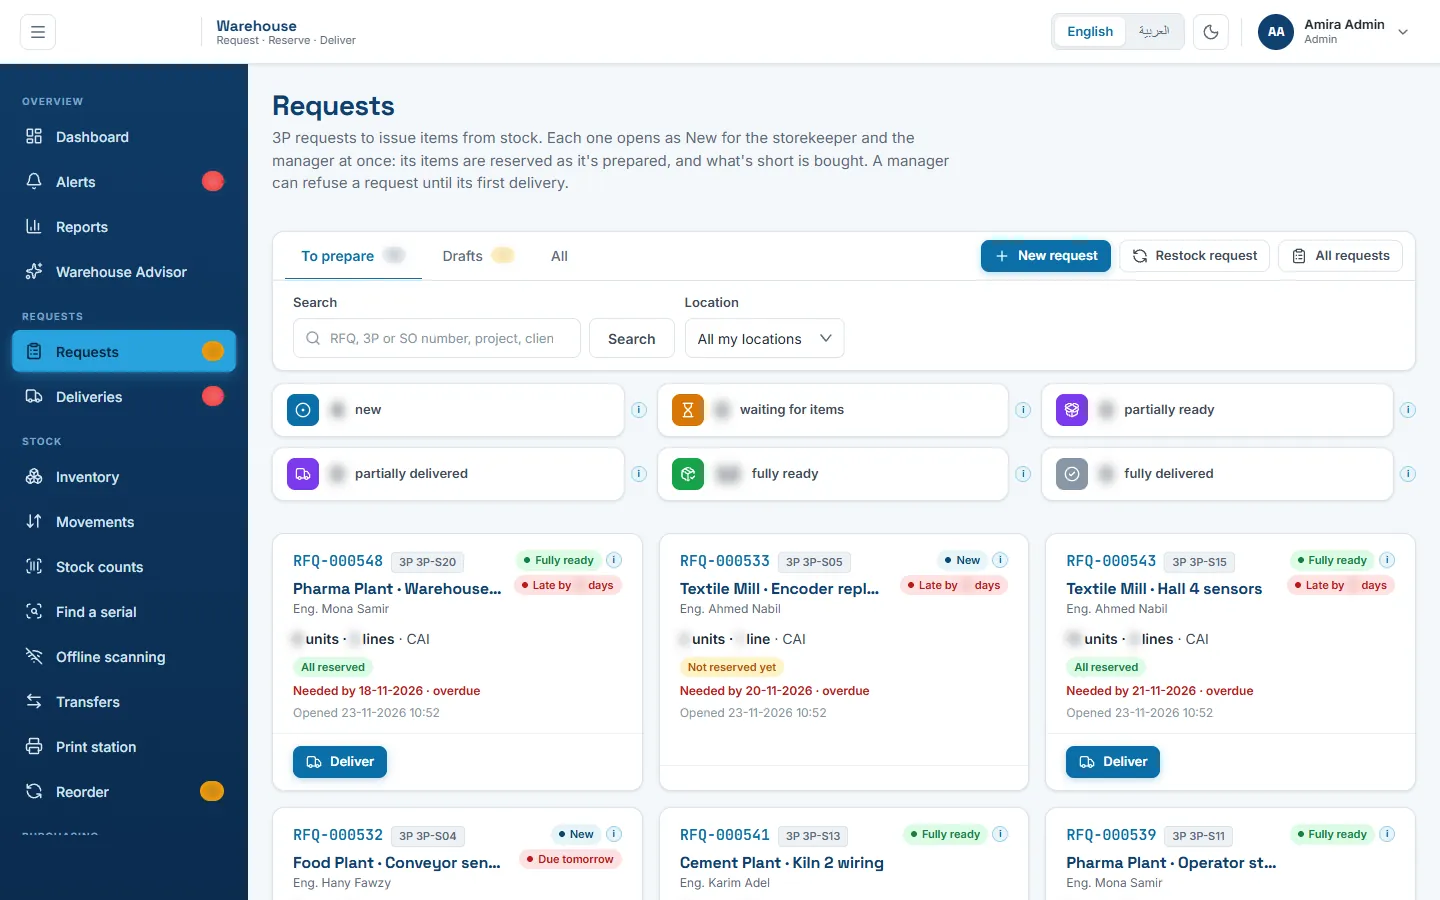 Warehouse
Request · Reserve · Deliver
English
العربية
AA
Amira Admin
Admin
OVERVIEW
Dashboard
Alerts
Reports
Warehouse Advisor
REQUESTS
Requests
Deliveries
STOCK
Inventory
Movements
Stock counts
Find a serial
Offline scanning
Transfers
Print station
Reorder
Requests
3P requests to issue items from stock. Each one opens as New for the storekeeper and the
manager at once: its items are reserved as it's prepared, and what's short is bought. A manager
can refuse a request until its first delivery.
To prepare
Drafts
All
New request
Restock request
All requests
Search
Location
RFQ, 3P or SO number, project, clien
Search
All my locations
new
waiting for items
partially ready
partially delivered
fully ready
fully delivered
RFQ-000548 3P 3P-S20 Fully ready
Pharma Plant · Warehouse... Late by days
Eng. Mona Samir
units · lines · CAI
All reserved
Needed by 18-11-2026 · overdue
Opened 23-11-2026 10:52
Deliver
RFQ-000533 3P 3P-S05 New
Textile Mill · Encoder repl... Late by days
Eng. Ahmed Nabil
units · line · CAI
Not reserved yet
Needed by 20-11-2026 · overdue
Opened 23-11-2026 10:52
RFQ-000543 3P 3P-S15 Fully ready
Textile Mill · Hall 4 sensors Late by days
Eng. Ahmed Nabil
units · lines · CAI
All reserved
Needed by 21-11-2026 · overdue
Opened 23-11-2026 10:52
Deliver
RFQ-000532 3P 3P-S04 New
Food Plant · Conveyor sen... Due tomorrow
Eng. Hany Fawzy
RFQ-000541 3P 3P-S13 Fully ready
Cement Plant · Kiln 2 wiring
Eng. Karim Adel
RFQ-000539 3P 3P-S11 Fully ready
Pharma Plant · Operator st...
Eng. Mona Samir